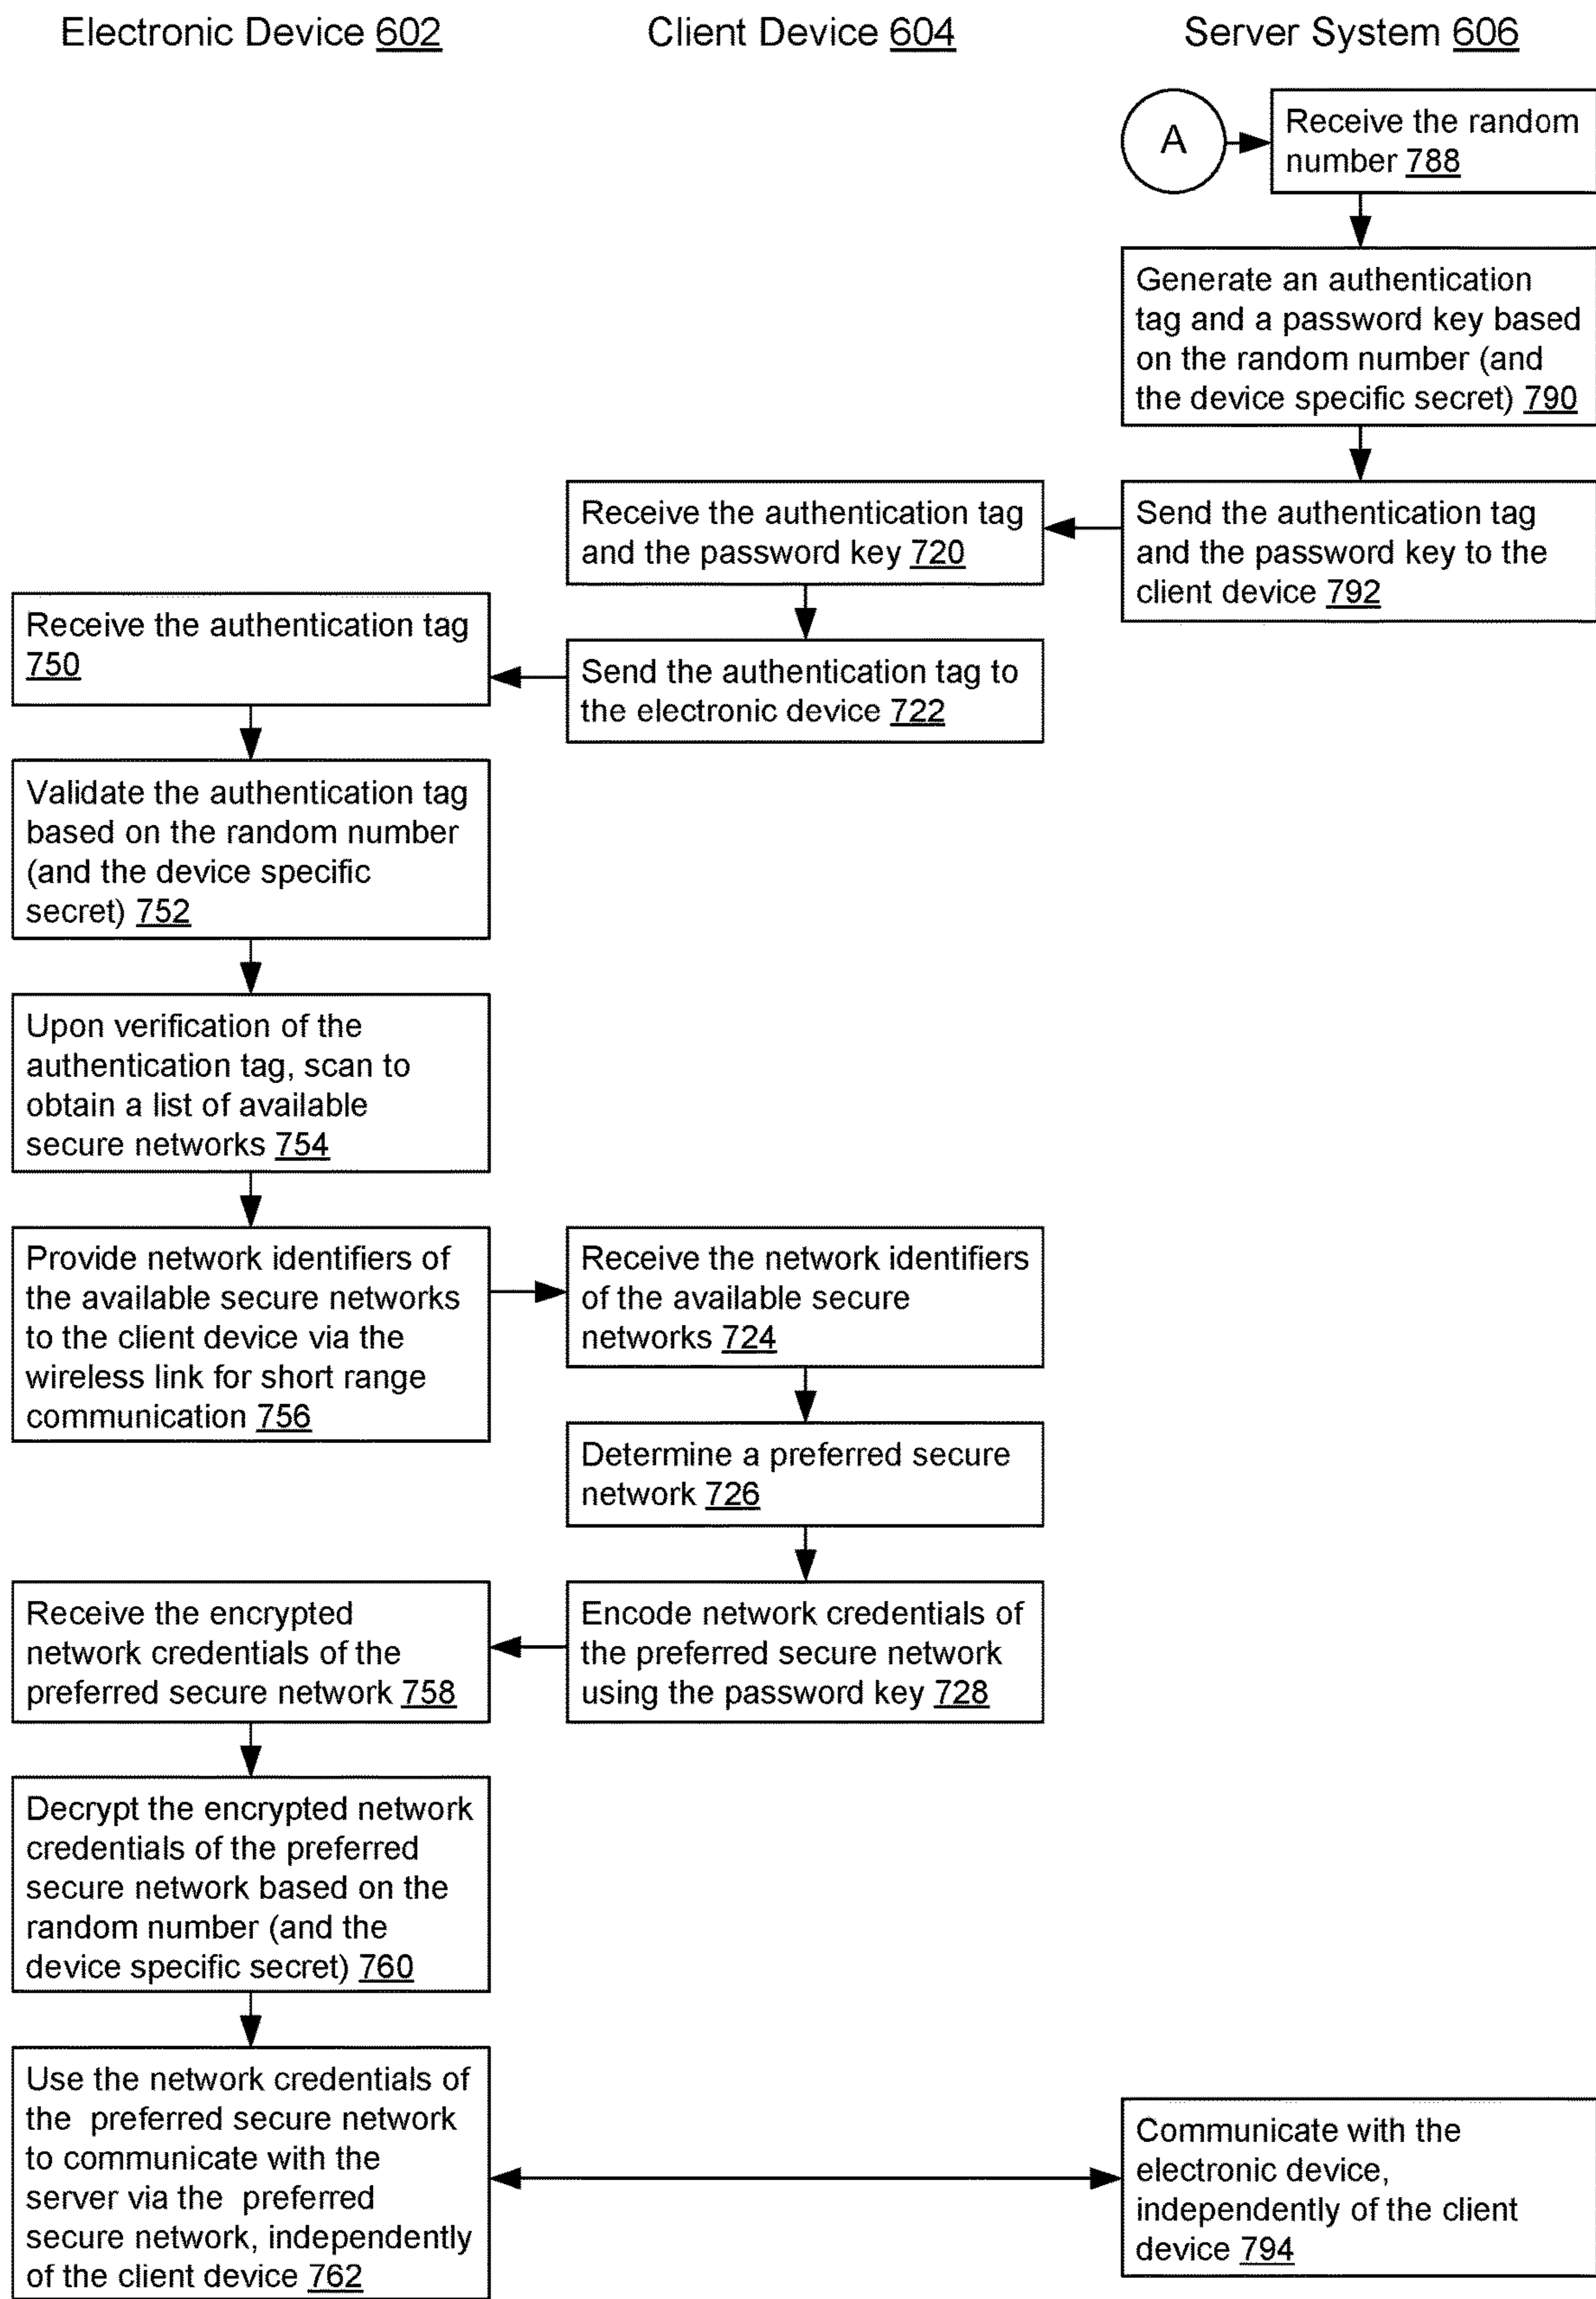 Electronic Device 602
Client Device 604
Server System 606
A
Receive the random
number 788
Generate an authentication
tag and a password key based
on the random number (and
the device specific secret) 790
Send the authentication tag
and the password key to the
client device 792
Receive the authentication tag
and the password key 720
Send the authentication tag to
the electronic device 722
Receive the authentication tag
750
Validate the authentication tag
based on the random number
(and the device specific
secret) 752
Upon verification of the
authentication tag, scan to
obtain a list of available
secure networks 754
Provide network identifiers of
the available secure networks
to the client device via the
wireless link for short range
communication 756
Receive the network identifiers
of the available secure
networks 724
Determine a preferred secure
network 726
Encode network credentials of
the preferred secure network
using the password key 728
Receive the encrypted
network credentials of the
preferred secure network 758
Decrypt the encrypted network
credentials of the preferred
secure network based on the
random number (and the
device specific secret) 760
Use the network credentials of
the preferred secure network
to communicate with the
server via the preferred
secure network, independently
of the client device 762
Communicate with the
electronic device,
independently of the client
device 794